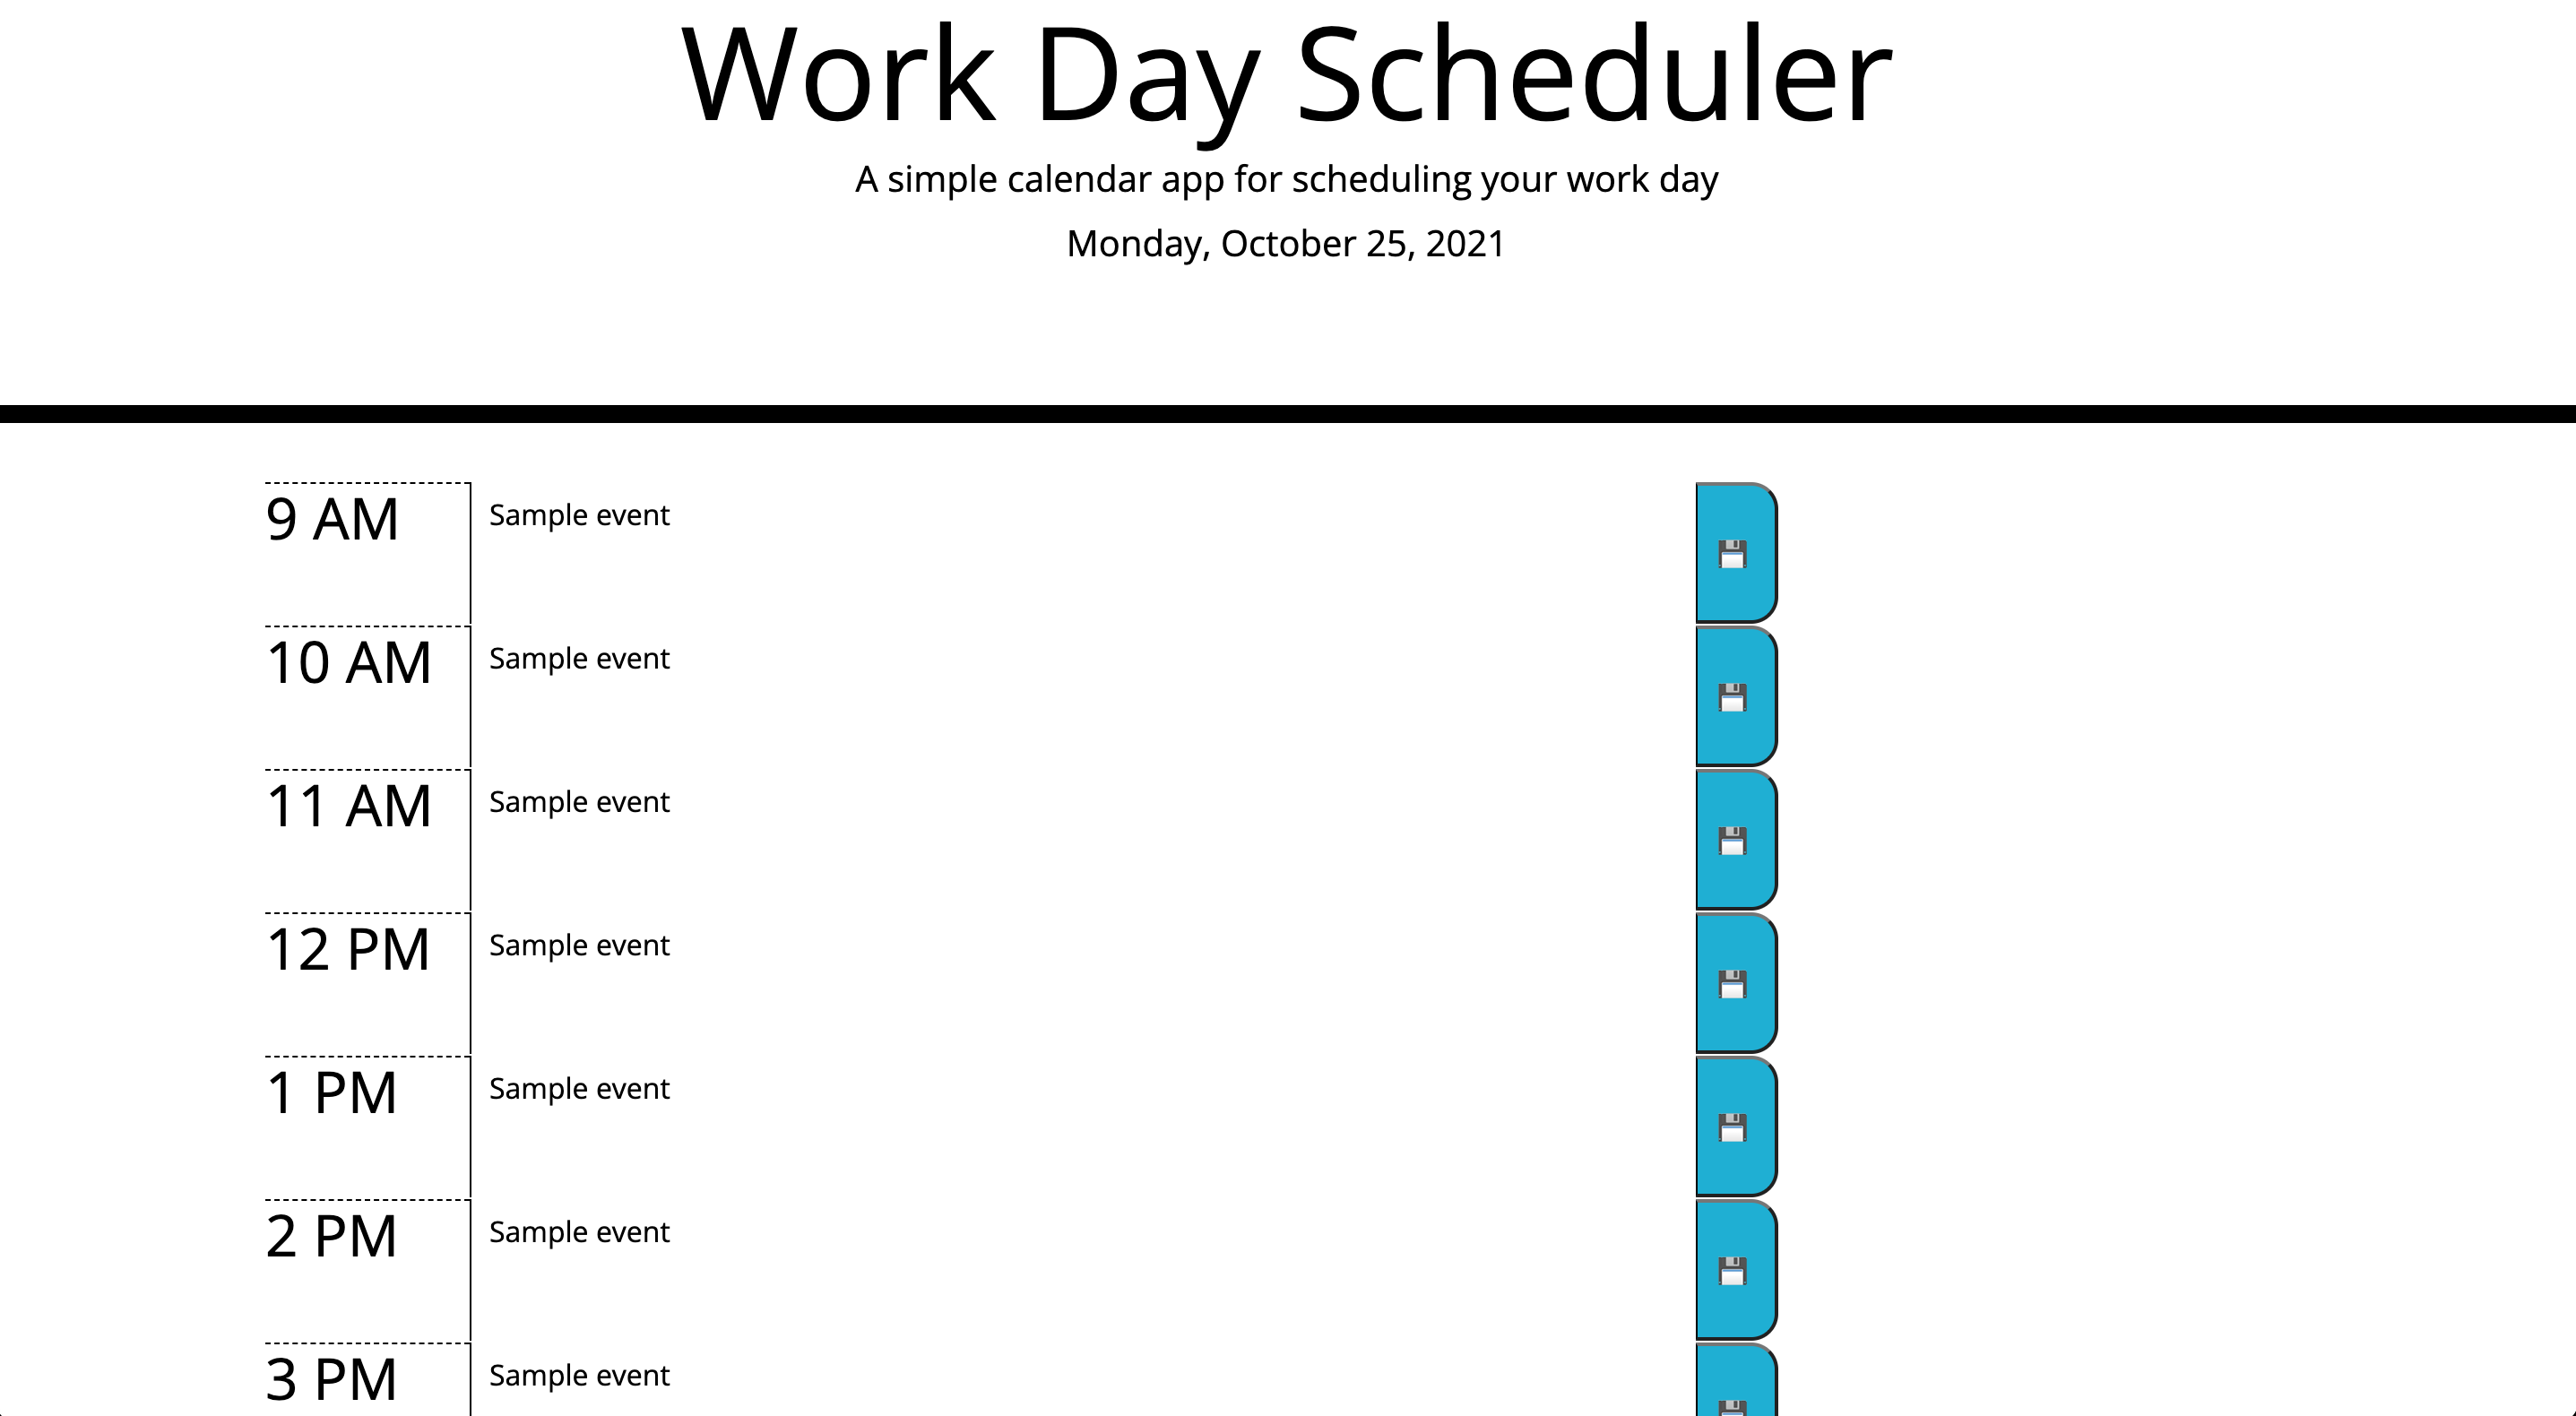 Work Day Scheduler
A simple calendar app for scheduling your work day
Monday, October 25, 2021
9 AM Sample event
10 AM Sample event
11 AM Sample event
12 PM Sample event
1 PM Sample event
2 PM Sample event
3 PM Sample event